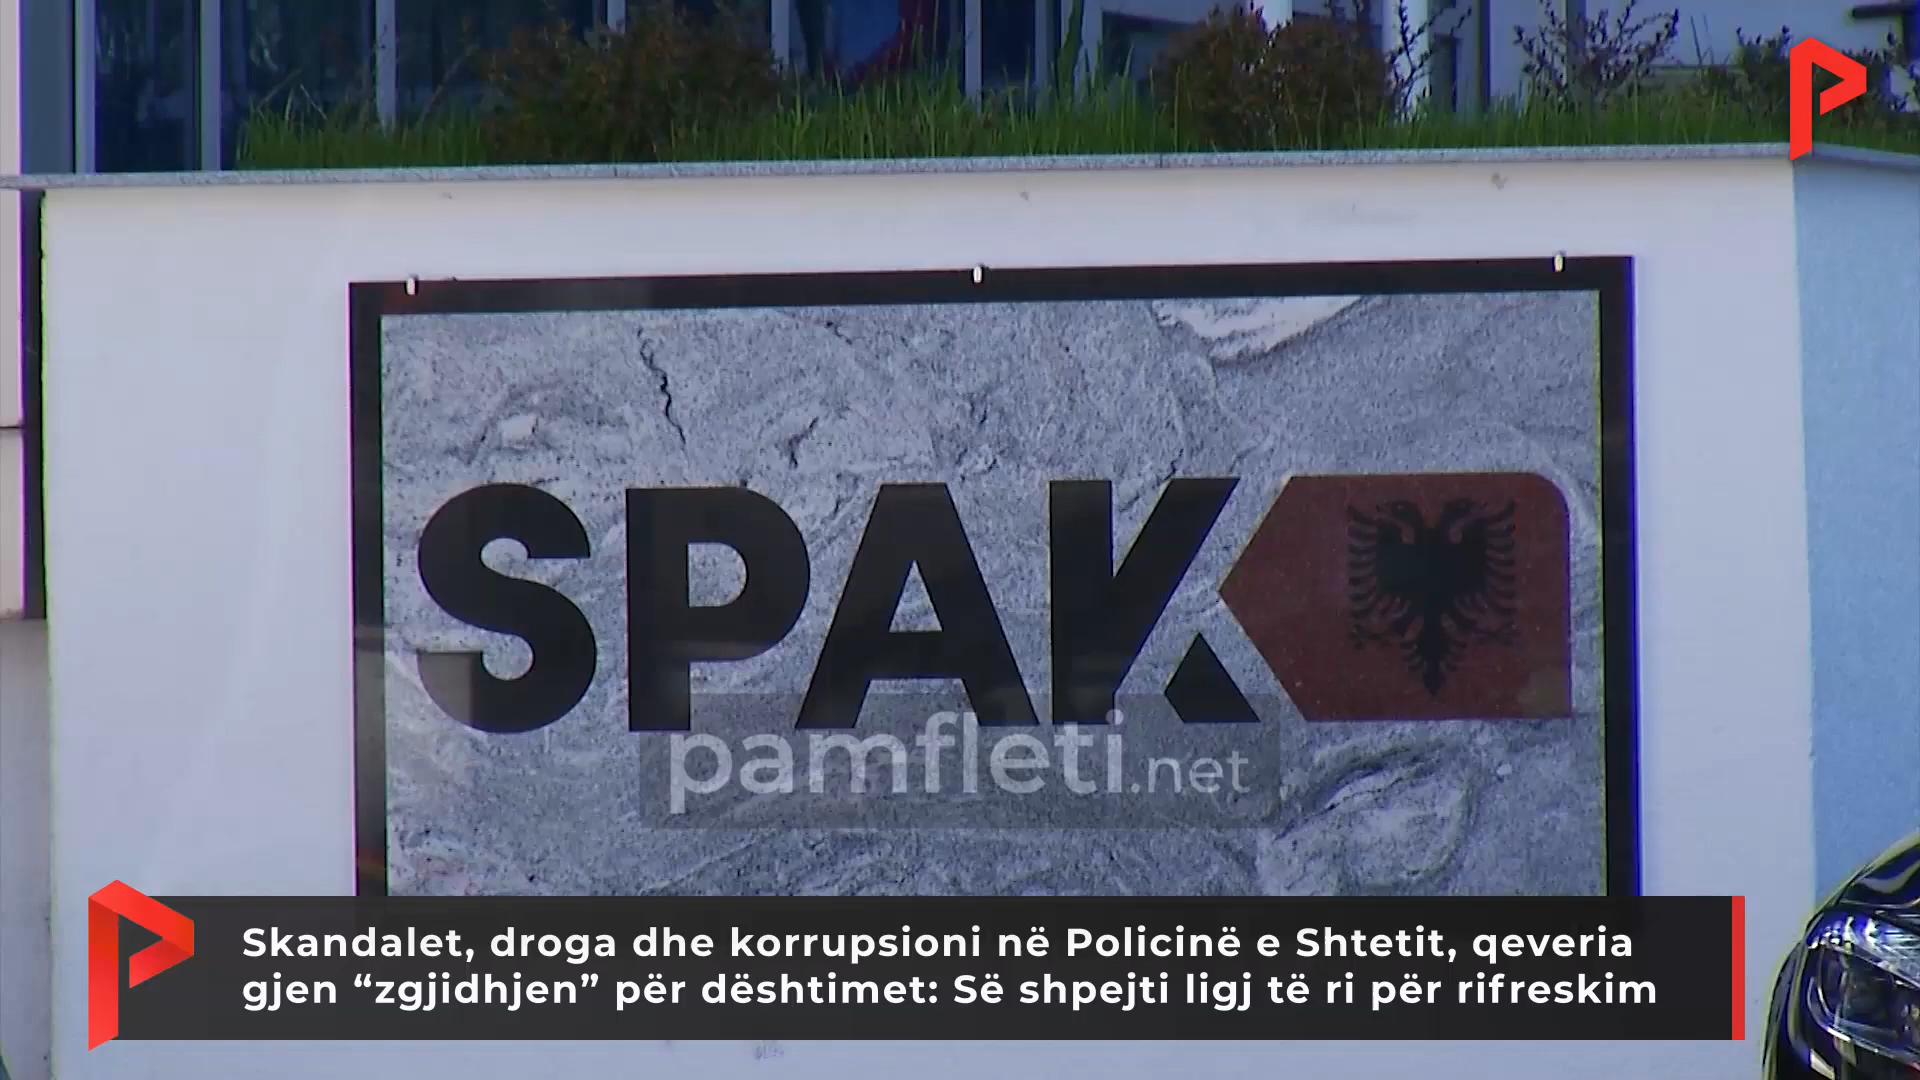 SPAK
pamfleti.net
Skandalet, droga dhe korrupsioni në Policinë e Shtetit, qeveria
gjen “zgjidhjen” për dështimet: Së shpejti ligj të ri për rifreskim